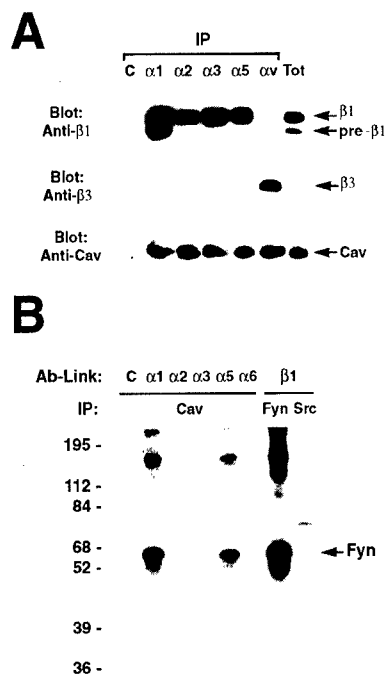 A
IP
C α1 α2 α3 α5 αv Tot
Blot:
Anti-β1
β1
pre-β1
Blot:
Anti-β3
β3
Blot:
Anti-Cav
Cav
B
Ab-Link: C α1 α2 α3 α5 α6 β1
IP: Cav Fyn Src
195 -
112 -
84 -
68 -
Fyn
52 -
39 -
36 -